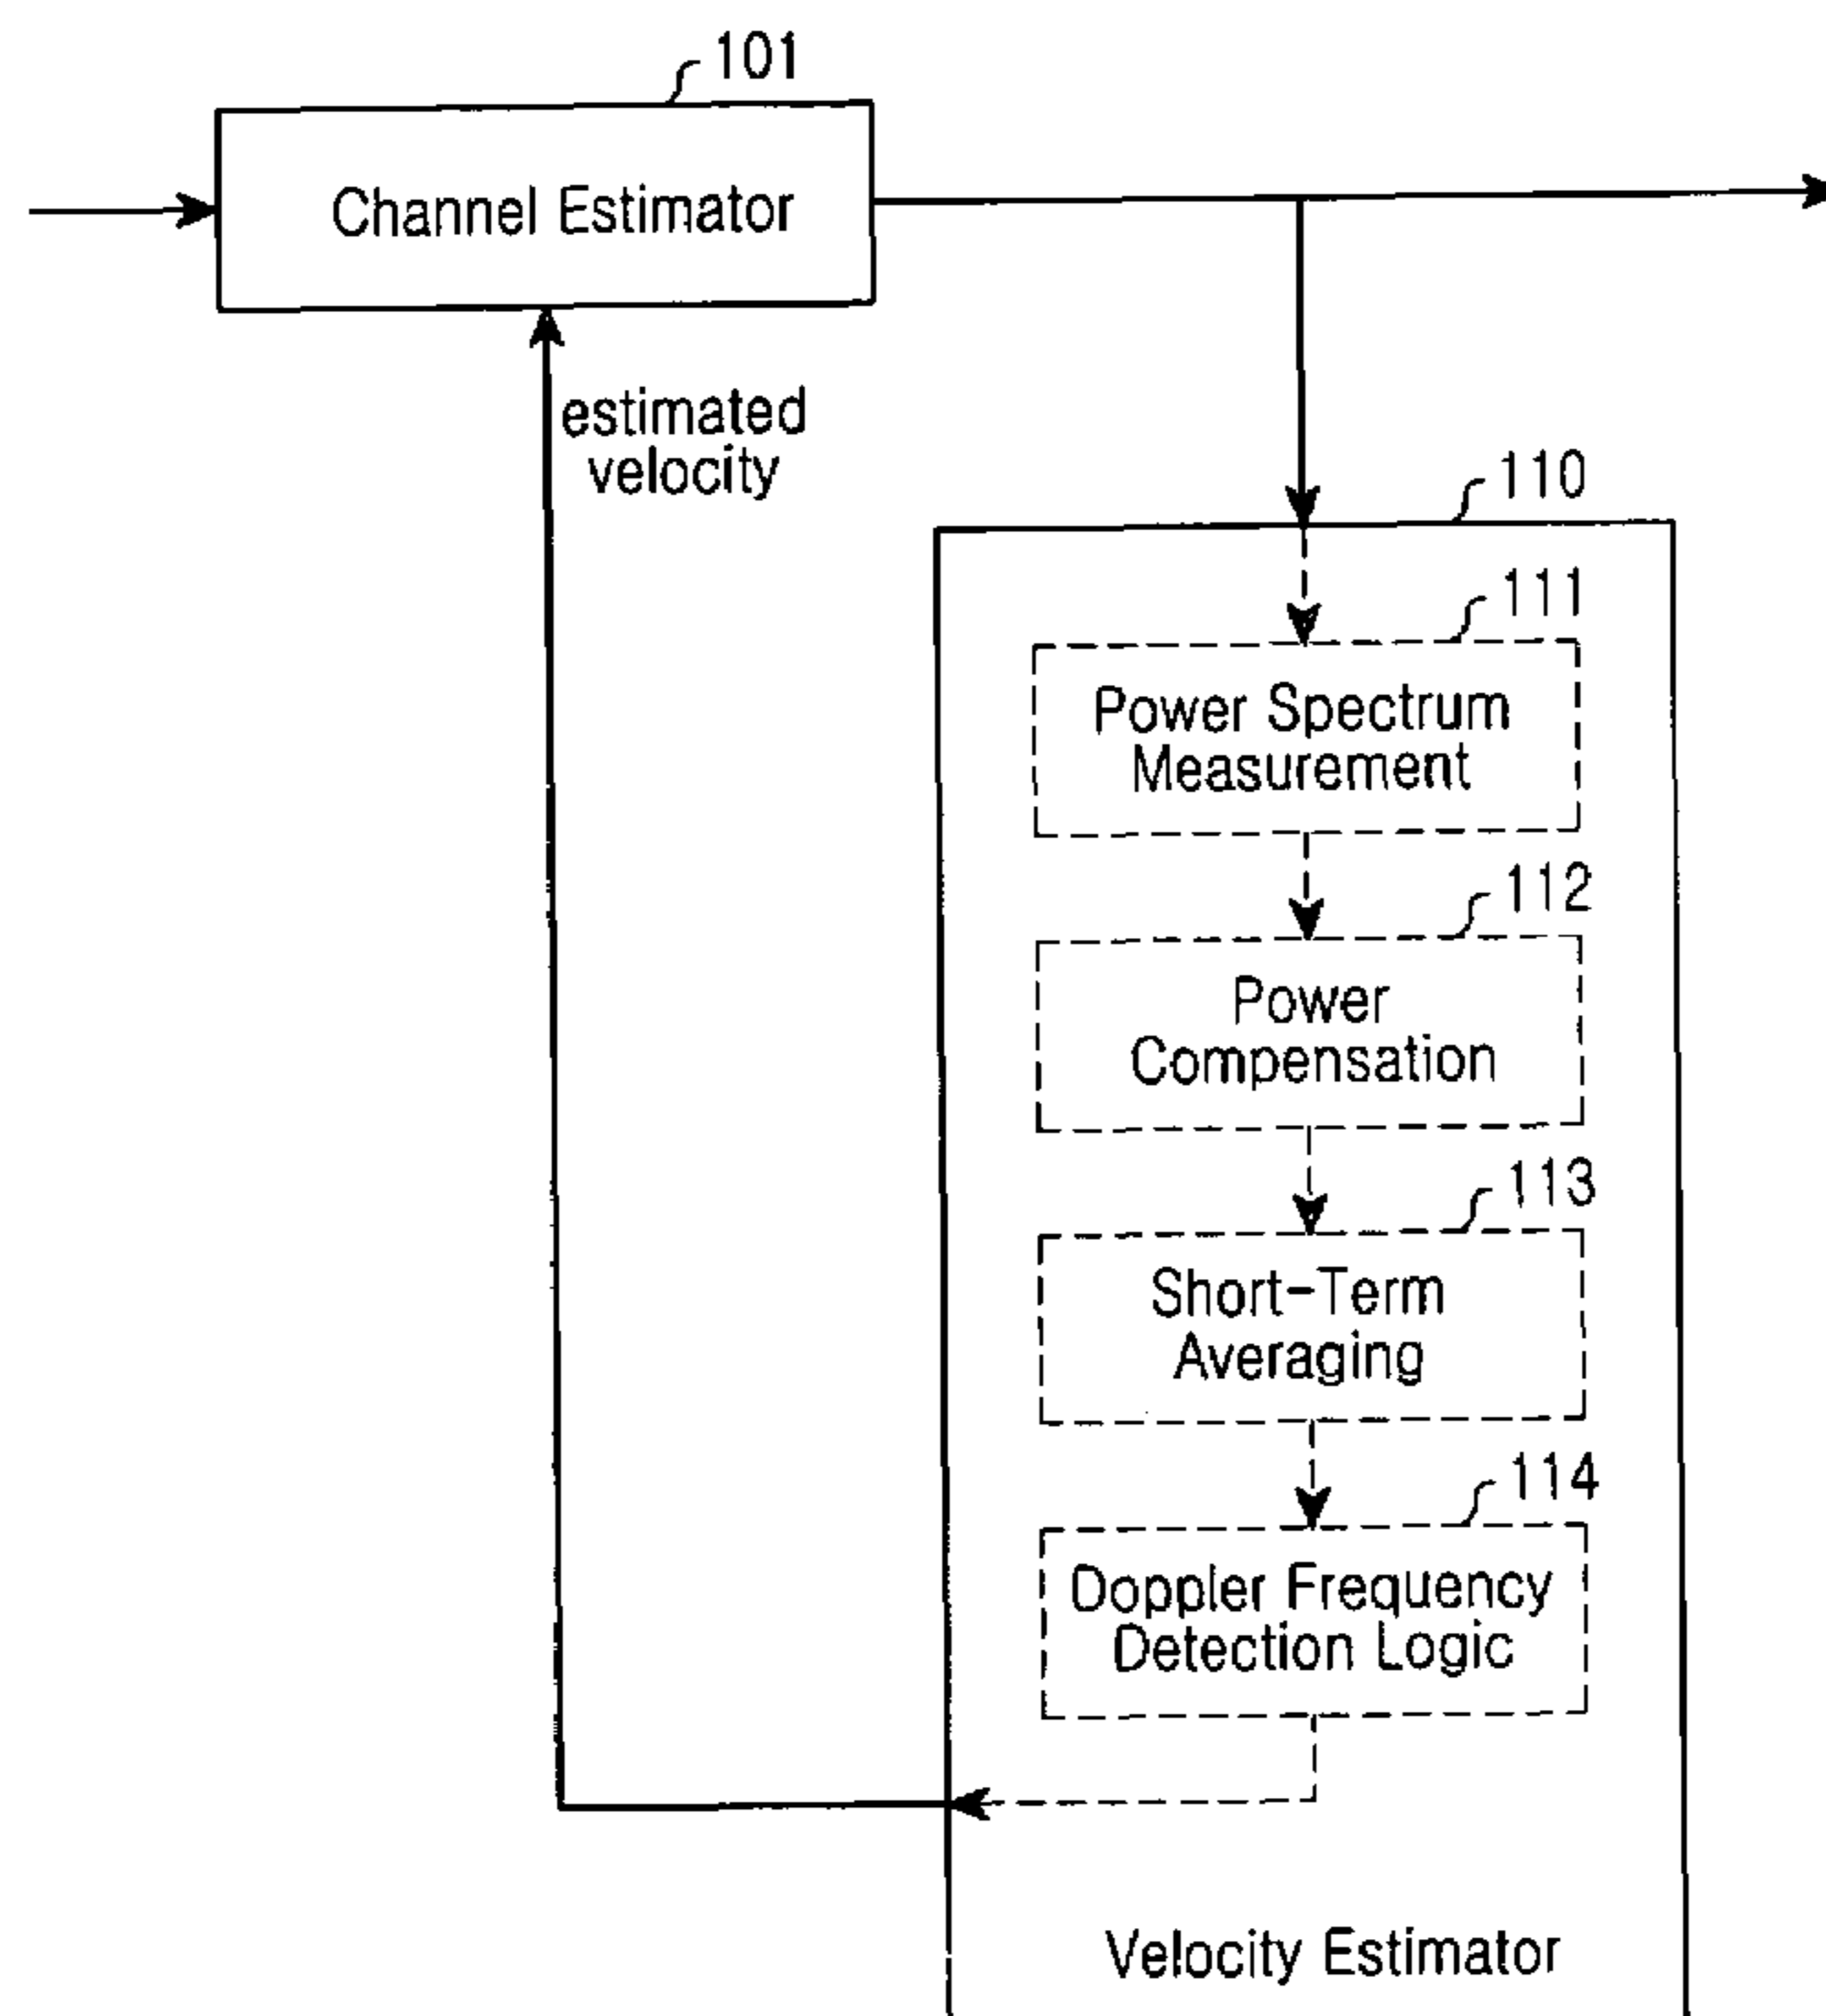 101
Channel Estimator
estimated
velocity
110
111
Power Spectrum
Measurement
112
Power
Compensation
113
Short-Term
Averaging
114
Doppler Frequency
Detection Logic
Velocity Estimator